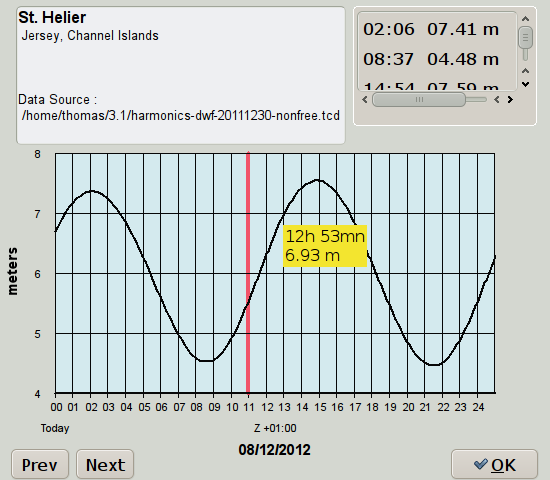 St. Helier
Jersey, Channel Islands
Data Source :
/home/thomas/3.1/harmonics-dwf-20111230-nonfree.tcd
02:06 07.41 m
08:37 04.48 m
14:54 07.59 m
8
7
6
5
4
meters
12h 53mn
6.93 m
00 01 02 03 04 05 06 07 08 09 10 11 12 13 14 15 16 17 18 19 20 21 22 23 24
Today
Z +01:00
08/12/2012
Prev
Next
OK